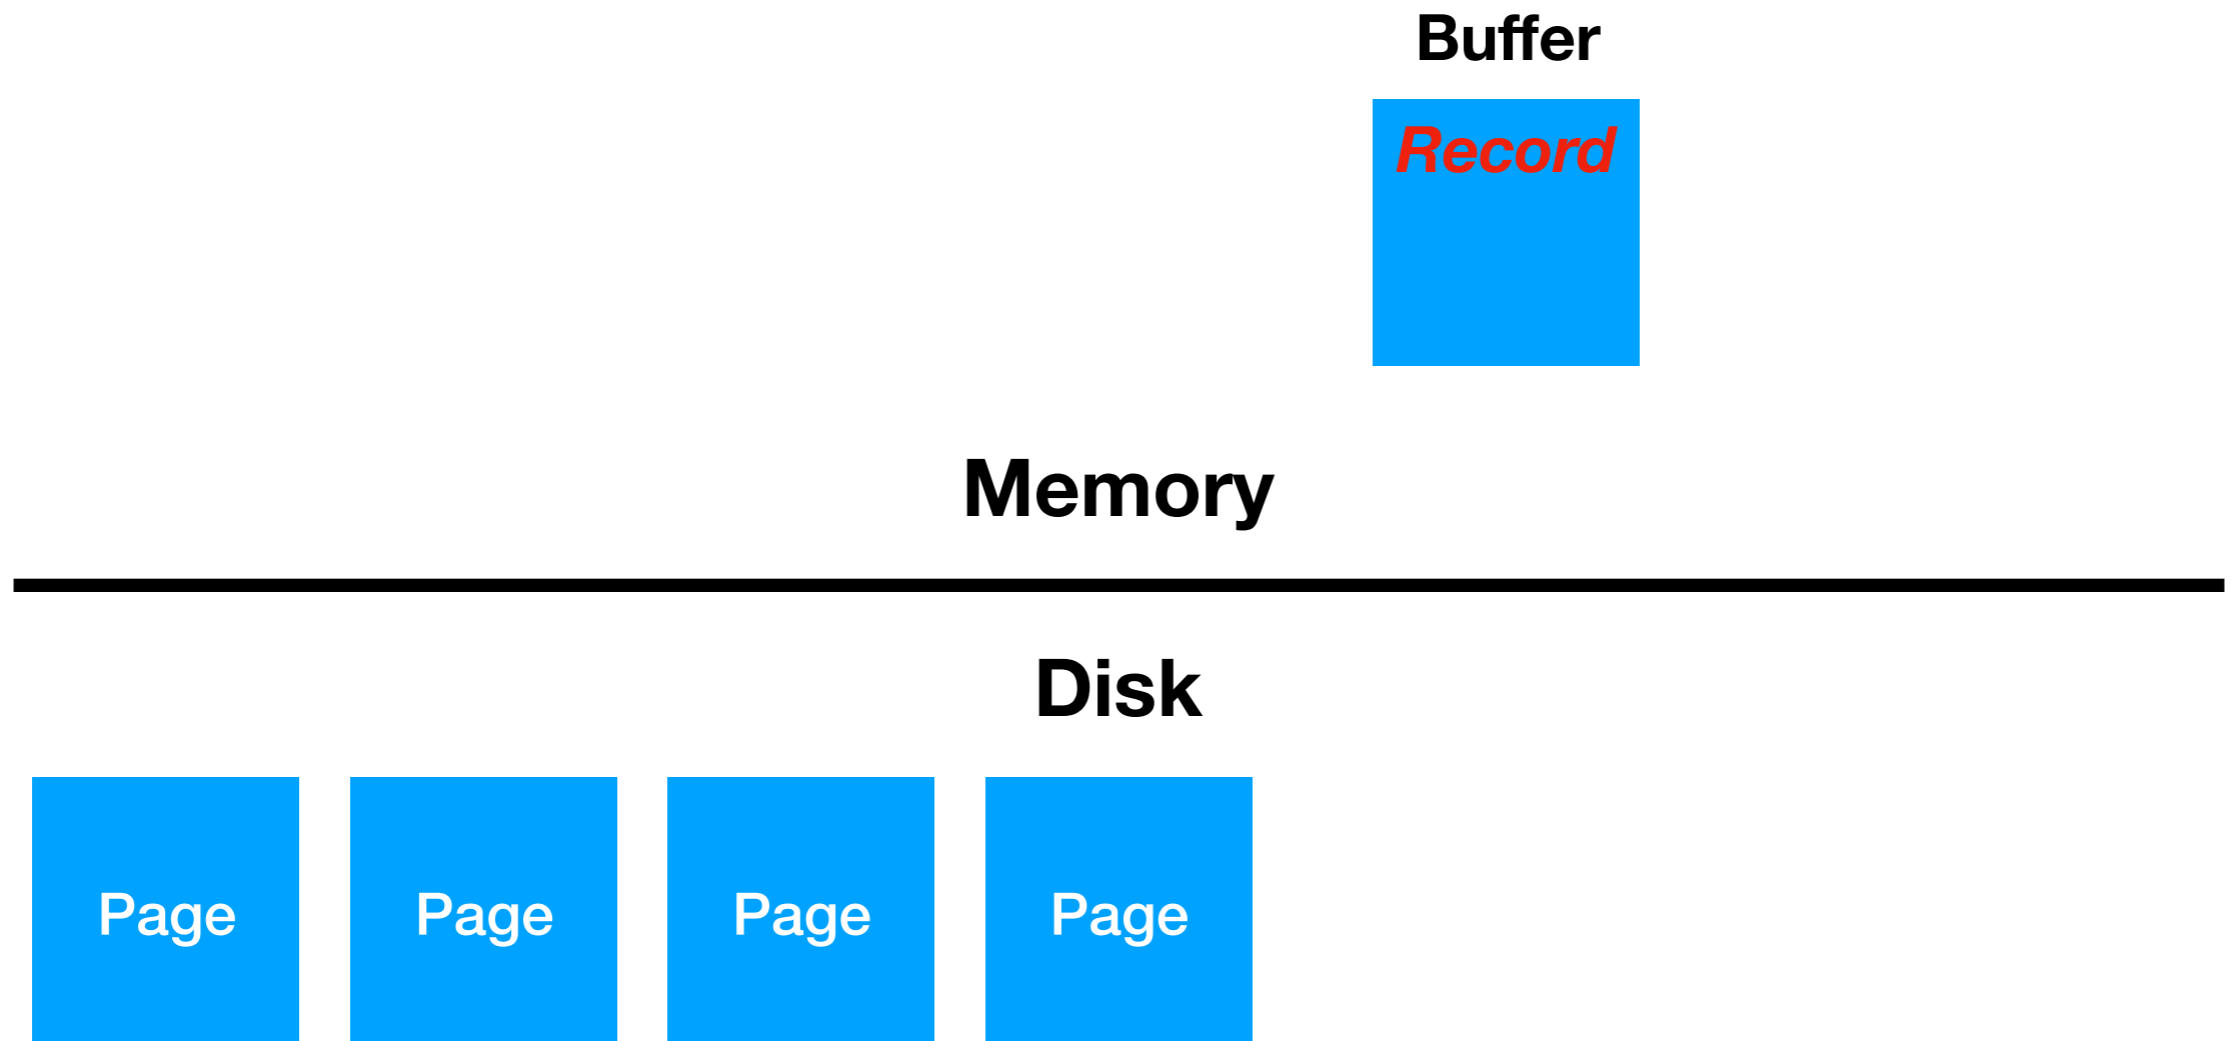 Buffer
Record
Memory
Disk
Page
Page
Page
Page